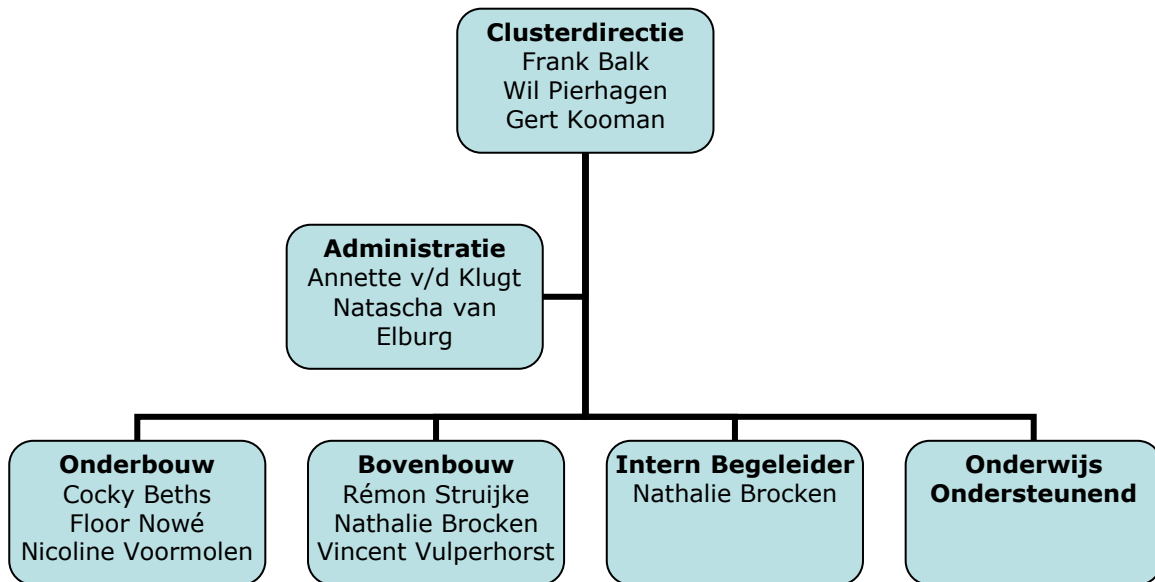 Clusterdirectie
Frank Balk
Wil Pierhagen
Gert Kooman
Administratie
Annette v/d Klugt
Natascha van
Elburg
Onderbouw
Cocky Beths
Floor Nowé
Nicoline Voormolen
Bovenbouw
Rémon Struijke
Nathalie Brocken
Vincent Vulperhorst
Intern Begeleider
Nathalie Brocken
Onderwijs
Ondersteunend